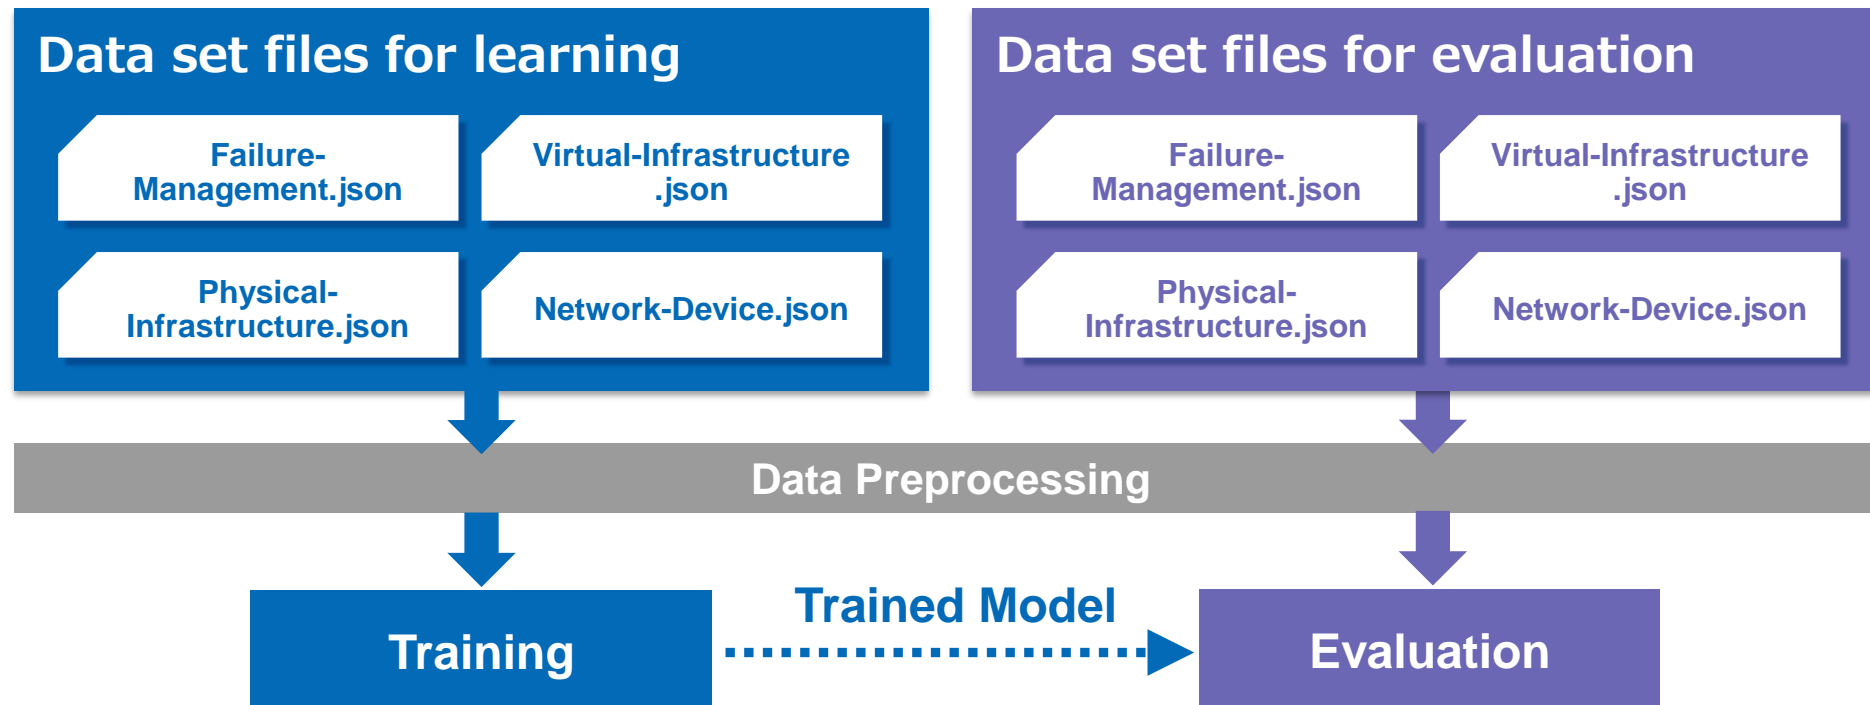 Data set files for learning
Failure-
Management.json
Virtual-Infrastructure
.json
Physical-
Infrastructure.json
Network-Device.json
Data set files for evaluation
Failure-
Management.json
Virtual-Infrastructure
.json
Physical-
Infrastructure.json
Network-Device.json
Data Preprocessing
Training
Trained Model
Evaluation